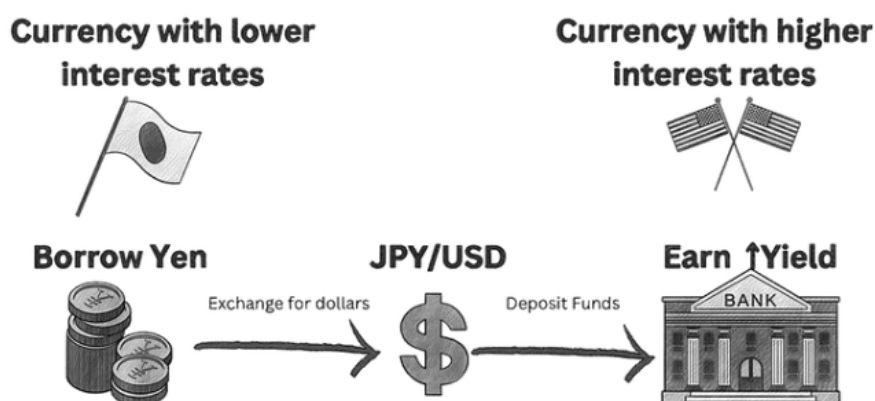 Currency with lower
interest rates
Currency with higher
interest rates
Borrow Yen
JPY/USD
Earn ↑Yield
Exchange for dollars
Deposit Funds
BANK